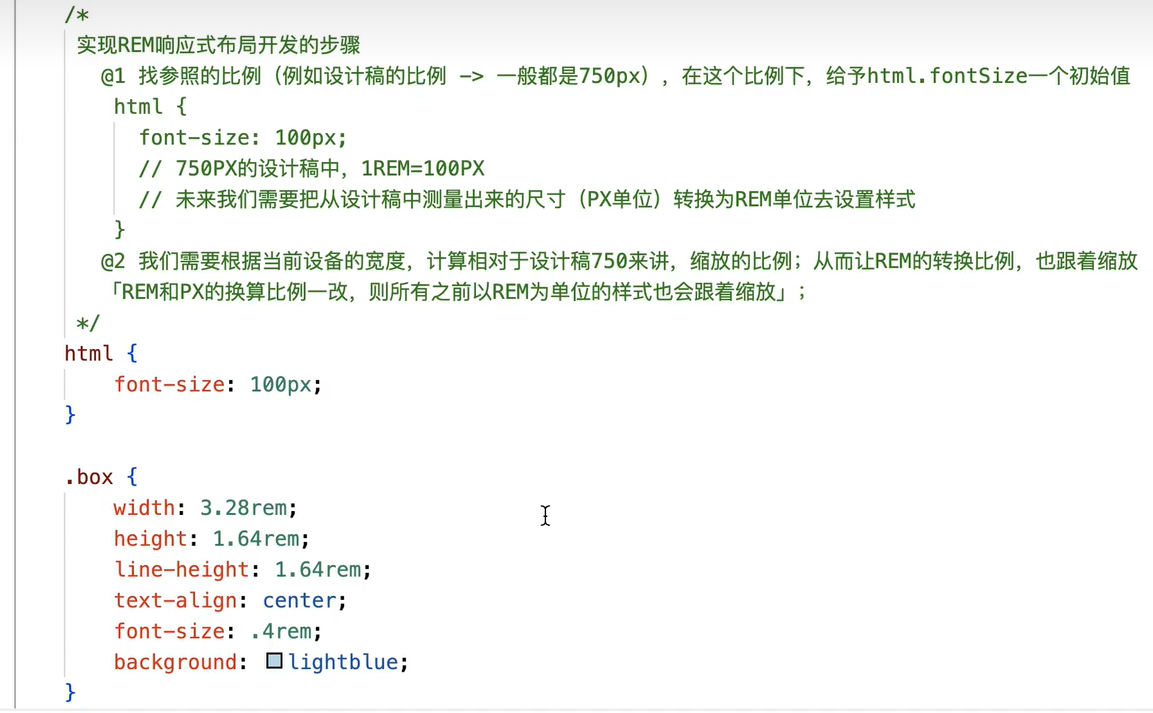 /*
实现REM响应式布局开发的步骤
@1 找参照的比例（例如设计稿的比例 -> 一般都是750px），在这个比例下，给予html.fontSize一个初始值
html {
font-size: 100px;
// 750PX的设计稿中，1REM=100PX
// 未来我们需要把从设计稿中测量出来的尺寸（PX单位）转换为REM单位去设置样式
}
@2 我们需要根据当前设备的宽度，计算相对于设计稿750来讲，缩放的比例；从而让REM的转换比例，也跟着缩放
「REM和PX的换算比例一改，则所有之前以REM为单位的样式也会跟着缩放」；
*/
html {
font-size: 100px;
}
.box {
width: 3.28rem;
height: 1.64rem;
line-height: 1.64rem;
text-align: center;
font-size: .4rem;
background: lightblue;
}